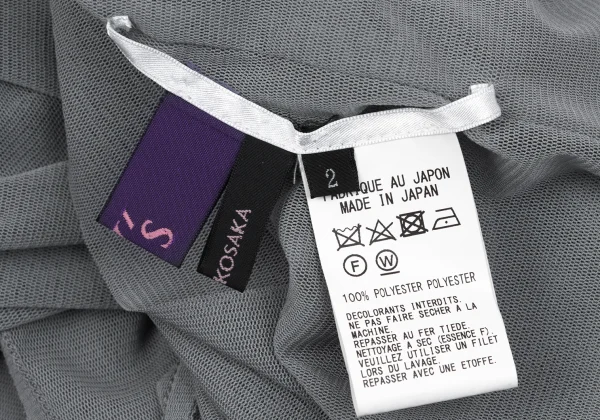 S
KOSAKA
2
FABRIQUE AU JAPON
MADE IN JAPAN
F W
100% POLYESTER POLYESTER
DECOLORANTS INTERDITS.
NE PAS FAIRE SECHER A LA
MACHINE.
REPASSER AU FER TIEDE.
NETTOYAGE A SEC (ESSENCE F).
VEUILLEZ UTILISER UN FILET
LORS DU LAVAGE.
REPASSER AVEC UNE ETOFFE.